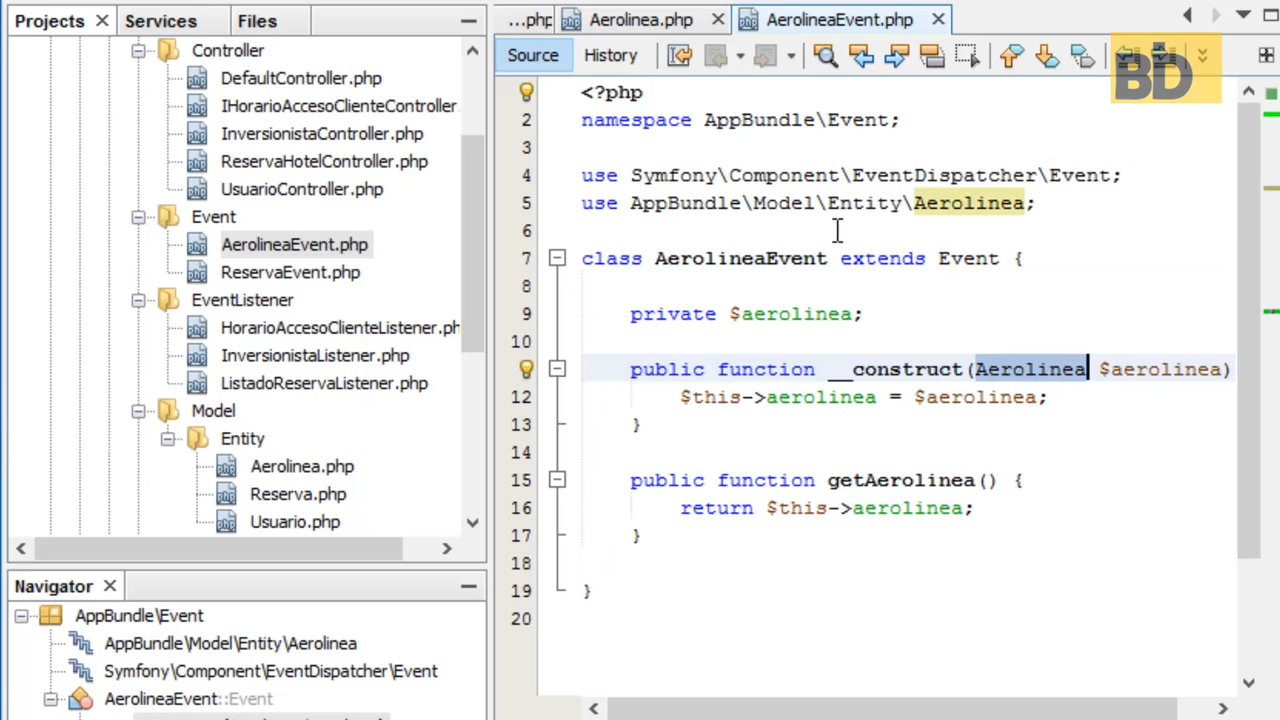 Projects
Services
Files
Controller
DefaultController.php
IHorarioAccesoClienteController.
InversionistaController.php
ReservaHotelController.php
UsuarioController.php
Event
AerolineaEvent.php
ReservaEvent.php
EventListener
HorarioAccesoClienteListener.ph
InversionistaListener.php
ListadoReservaListener.php
Model
Entity
Aerolinea.php
Reserva.php
Usuario.php
Navigator
AppBundle\Event
AppBundle\Model\Entity\Aerolinea
Symfony\Component\EventDispatcher\Event
AerolineaEvent::Event
...php
Aerolinea.php
AerolineaEvent.php
Source
History
BD
<?php
2 namespace AppBundle\Event;
3
4 use Symfony\Component\EventDispatcher\Event;
5 use AppBundle\Model\Entity\Aerolinea;
6
7 class AerolineaEvent extends Event {
8
9 private $aerolinea;
10
public function __construct(Aerolinea $aerolinea)
12 $this->aerolinea = $aerolinea;
13 }
14
15 public function getAerolinea() {
16 return $this->aerolinea;
17 }
18
19 }
20